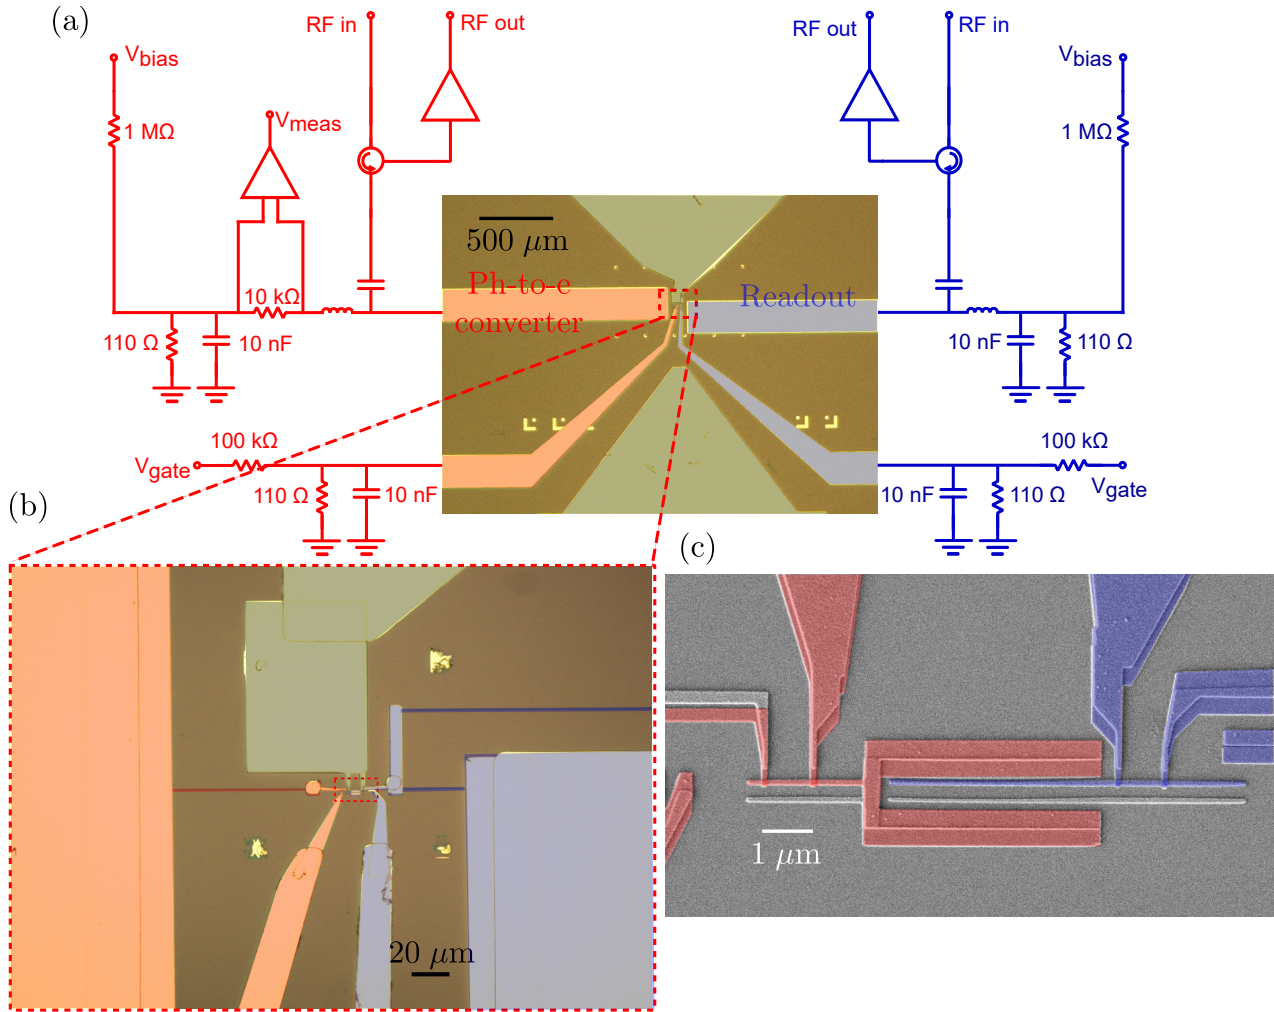 (a)
RF in
RF out
RF out
RF in
Vbias
Vbias
Vmeas
1 MΩ
1 MΩ
500 μm
Ph-to-e
converter
Readout
10 kΩ
110 Ω
10 nF
10 nF
110 Ω
100 kΩ
100 kΩ
Vgate
Vgate
110 Ω
10 nF
10 nF
110 Ω
(b)
(c)
1 μm
20 μm